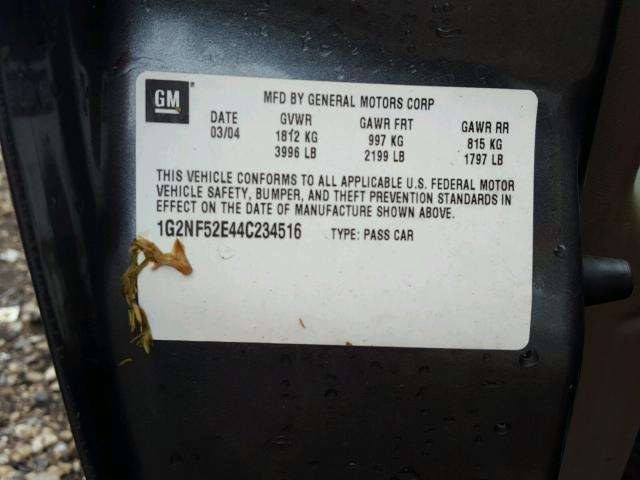 GM
MFD BY GENERAL MOTORS CORP
DATE GVWR GAWR FRT GAWR RR
03/04 1812 KG 997 KG 815 KG
3996 LB 2199 LB 1797 LB
THIS VEHICLE CONFORMS TO ALL APPLICABLE U.S. FEDERAL MOTOR
VEHICLE SAFETY, BUMPER, AND THEFT PREVENTION STANDARDS IN
EFFECT ON THE DATE OF MANUFACTURE SHOWN ABOVE.
1G2NF52E44C234516 TYPE: PASS CAR